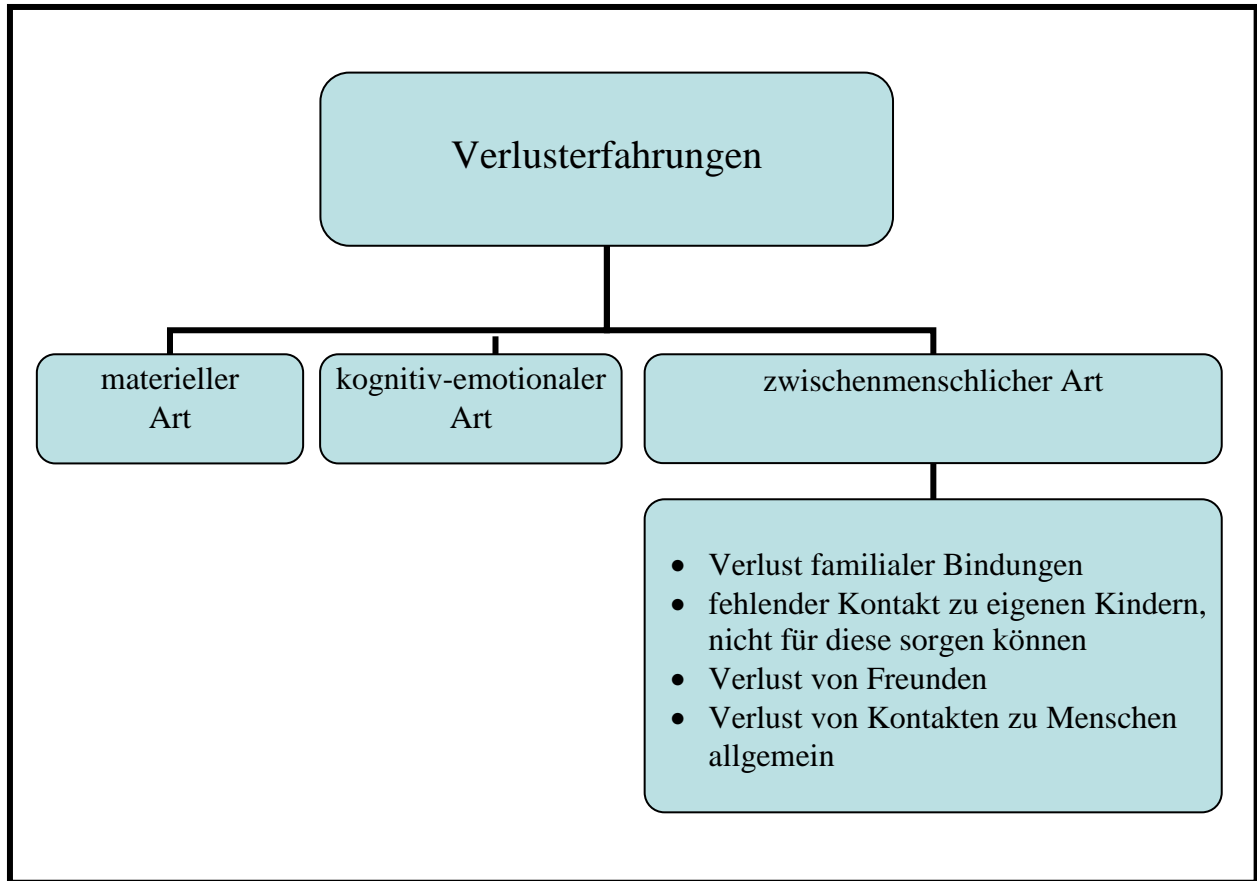 Verlusterfahrungen
materieller
Art
kognitiv-emotionaler
Art
zwischenmenschlicher Art
• Verlust familialer Bindungen
• fehlender Kontakt zu eigenen Kindern,
nicht für diese sorgen können
• Verlust von Freunden
• Verlust von Kontakten zu Menschen
allgemein